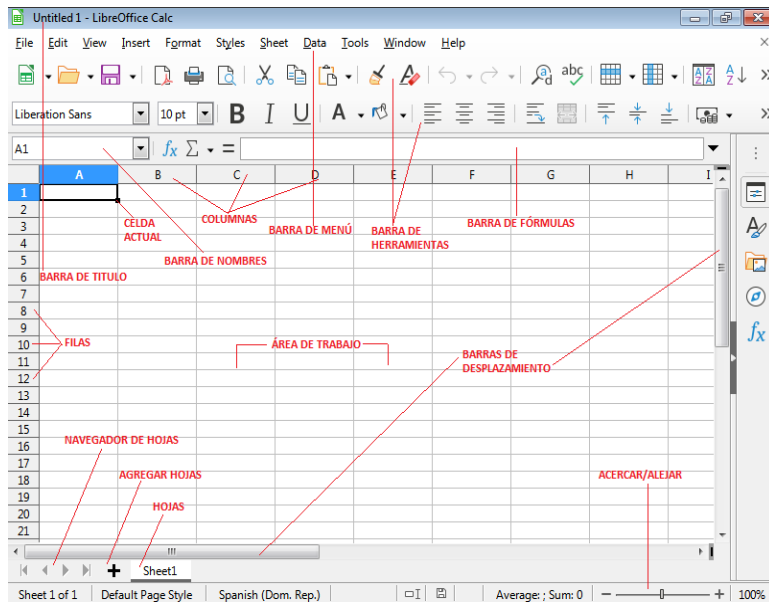 Untitled 1 - LibreOffice Calc
File Edit View Insert Format Styles Sheet Data Tools Window Help
Liberation Sans 10 pt B I U A
A1 fx Σ =
A B C D E F G H I
1
2
3
4
5
6
7
8
9
10
11
12
13
14
15
16
17
18
19
20
21
CELDA
ACTUAL
COLUMNAS
BARRA DE MENÚ
BARRA DE
HERRAMIENTAS
BARRA DE FÓRMULAS
BARRA DE NOMBRES
BARRA DE TITULO
FILAS
ÁREA DE TRABAJO
BARRAS DE
DESPLAZAMIENTO
NAVEGADOR DE HOJAS
AGREGAR HOJAS
HOJAS
ACERCAR/ALEJAR
Sheet1
Sheet 1 of 1 Default Page Style Spanish (Dom. Rep.) Average: ; Sum: 0 100%